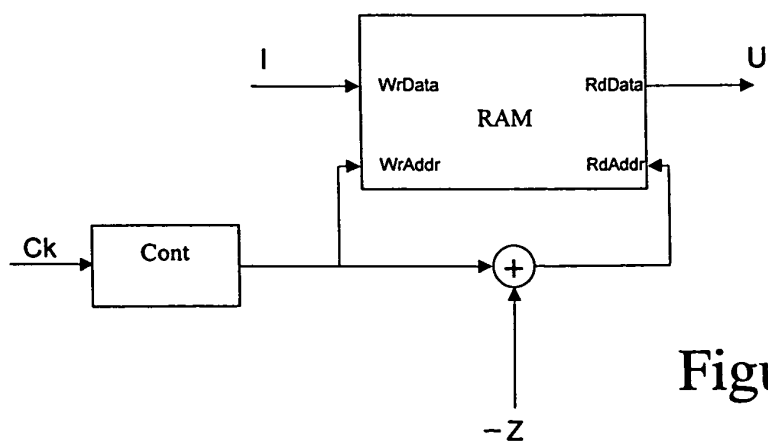 I
U
WrData
RdData
RAM
WrAddr
RdAddr
Ck
Cont
+
Figu
−Z